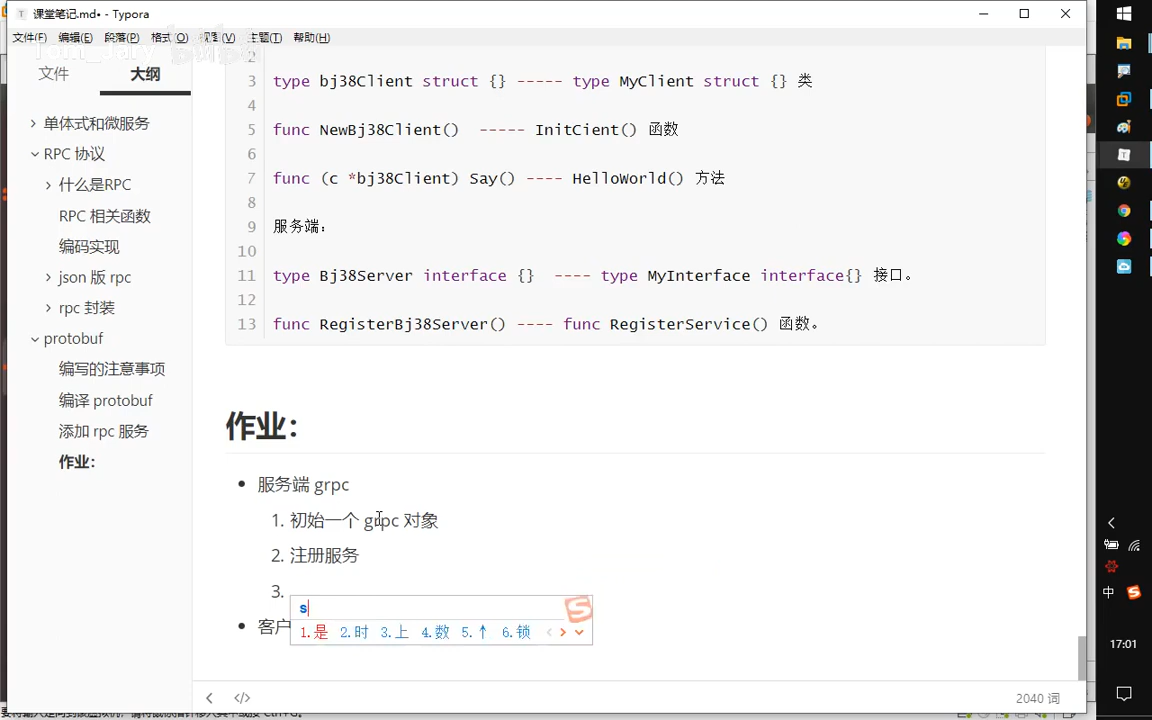 课堂笔记.md• - Typora
文件(F) 编辑(E) 段落(P) 格式(O) 视图(V) 主题(T) 帮助(H)
文件 大纲
单体式和微服务
RPC 协议
什么是RPC
RPC 相关函数
编码实现
json 版 rpc
rpc 封装
protobuf
编写的注意事项
编译 protobuf
添加 rpc 服务
作业：
2
3 type bj38Client struct {} ----- type MyClient struct {} 类
4
5 func NewBj38Client() ----- InitCient() 函数
6
7 func (c *bj38Client) Say() ---- HelloWorld() 方法
8
9 服务端：
10
11 type Bj38Server interface {} ---- type MyInterface interface{} 接口。
12
13 func RegisterBj38Server() ---- func RegisterService() 函数。
作业：
• 服务端 grpc
1. 初始一个 grpc 对象
2. 注册服务
3.
s
1.是 2.时 3.上 4.数 5.↑ 6.锁
• 客户
2040 词
中
17:01